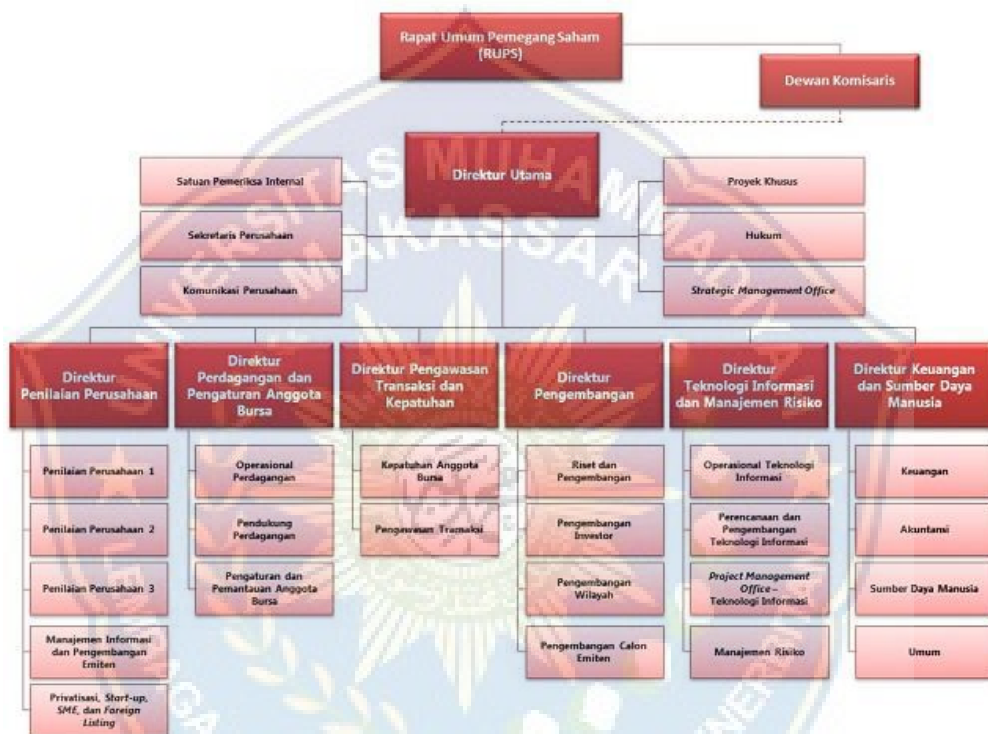 Rapat Umum Pemegang Saham
(RUPS)
Dewan Komisaris
Direktur Utama
Satuan Pemeriksa Internal
Sekretaris Perusahaan
Komunikasi Perusahaan
Proyek Khusus
Hukum
Strategic Management Office
Direktur
Penilaian Perusahaan
Direktur
Perdagangan dan
Pengaturan Anggota
Bursa
Direktur Pengawasan
Transaksi dan
Kepatuhan
Direktur
Pengembangan
Direktur
Teknologi Informasi
dan Manajemen Risiko
Direktur Keuangan
dan Sumber Daya
Manusia
Penilaian Perusahaan 1
Penilaian Perusahaan 2
Penilaian Perusahaan 3
Manajemen Informasi
dan Pengembangan
Emiten
Privatisasi, Start-up,
SME, dan Foreign
Listing
Operasional
Perdagangan
Pendukung
Perdagangan
Pengaturan dan
Pemantauan Anggota
Bursa
Kepatuhan Anggota
Bursa
Pengawasan Transaksi
Riset dan
Pengembangan
Pengembangan
Investor
Pengembangan
Wilayah
Pengembangan Calon
Emiten
Operasional Teknologi
Informasi
Perencanaan dan
Pengembangan
Teknologi Informasi
Project Management
Office –
Teknologi Informasi
Manajemen Risiko
Keuangan
Akuntansi
Sumber Daya Manusia
Umum
UNIVERSITAS MUHAMMADIYAH
MAKASSAR